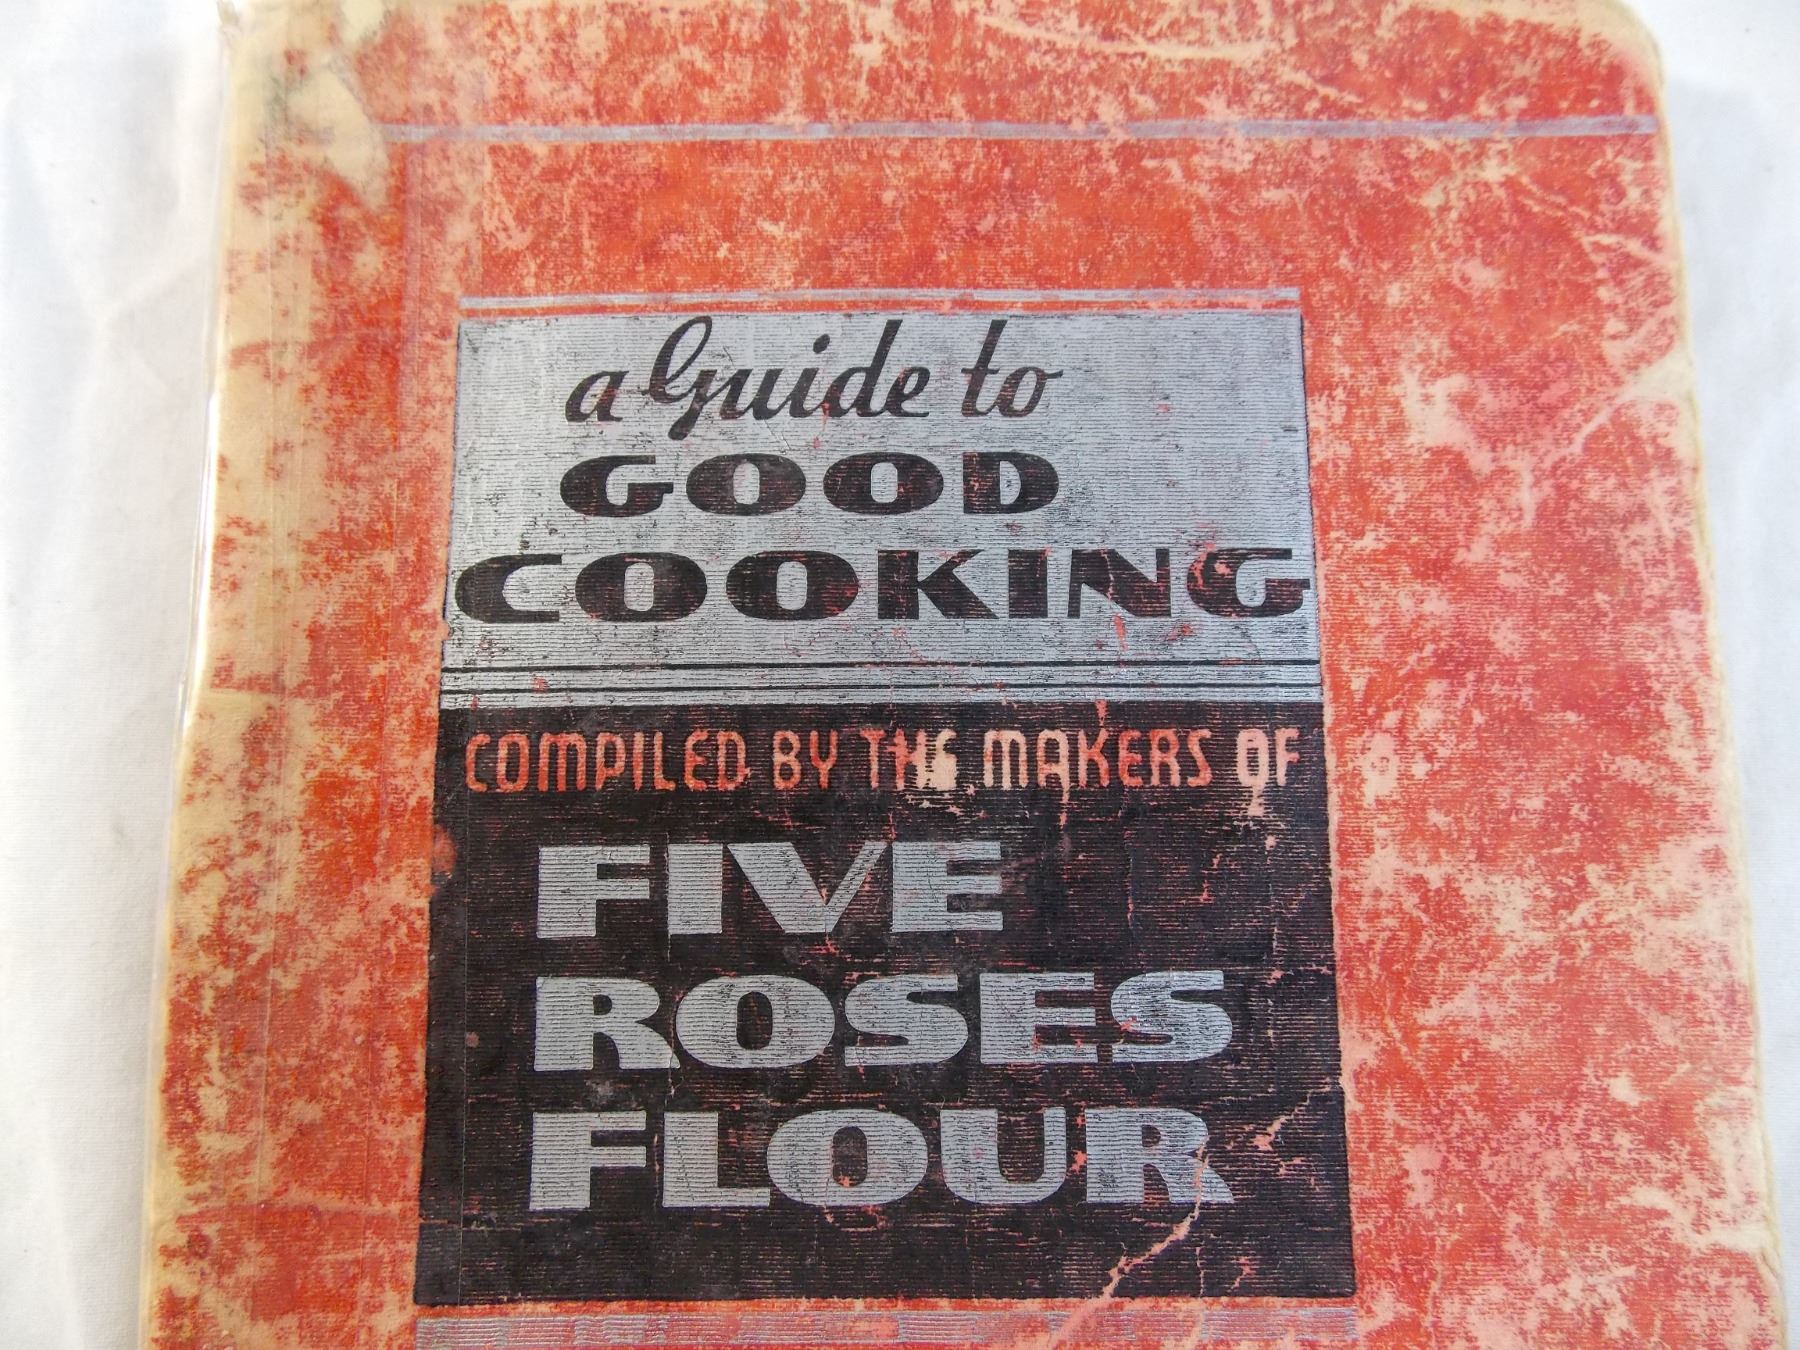 a Guide to
GOOD
COOKING
COMPILED BY THE MAKERS OF
FIVE
ROSES
FLOUR